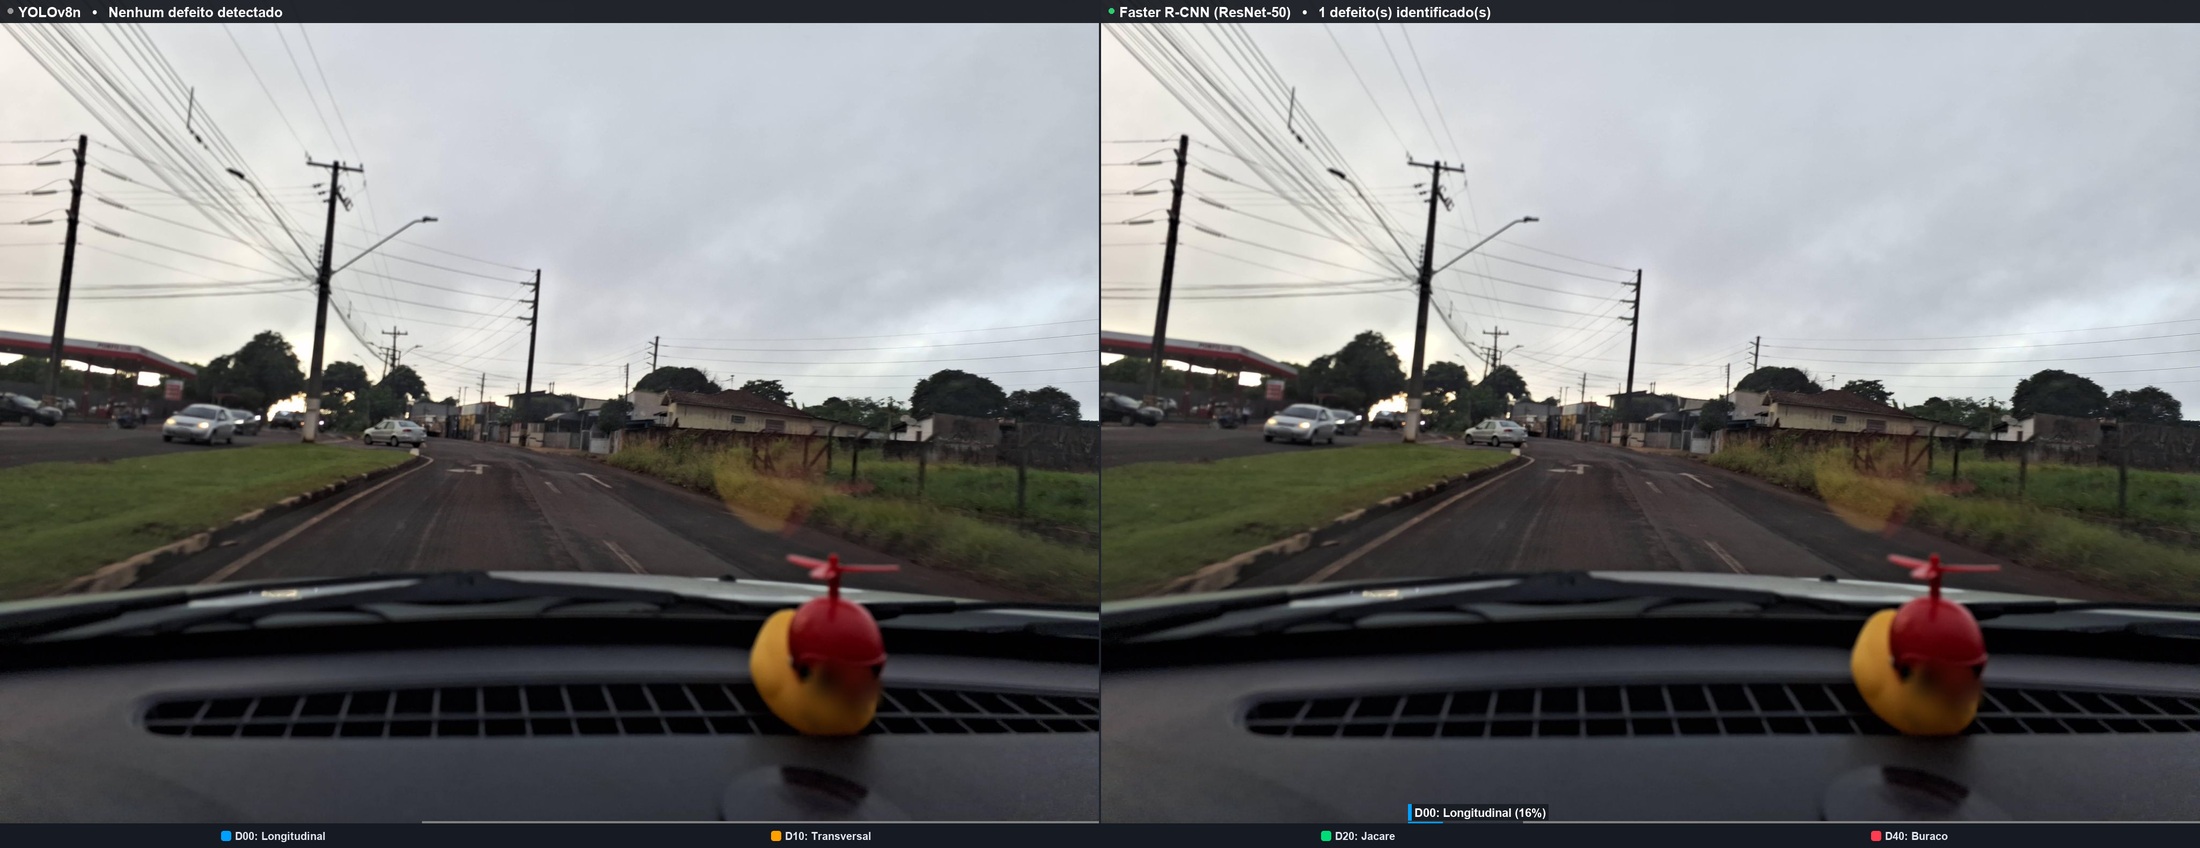 YOLOv8n • Nenhum defeito detectado
Faster R-CNN (ResNet-50) • 1 defeito(s) identificado(s)
D00: Longitudinal (16%)
D00: Longitudinal
D10: Transversal
D20: Jacare
D40: Buraco